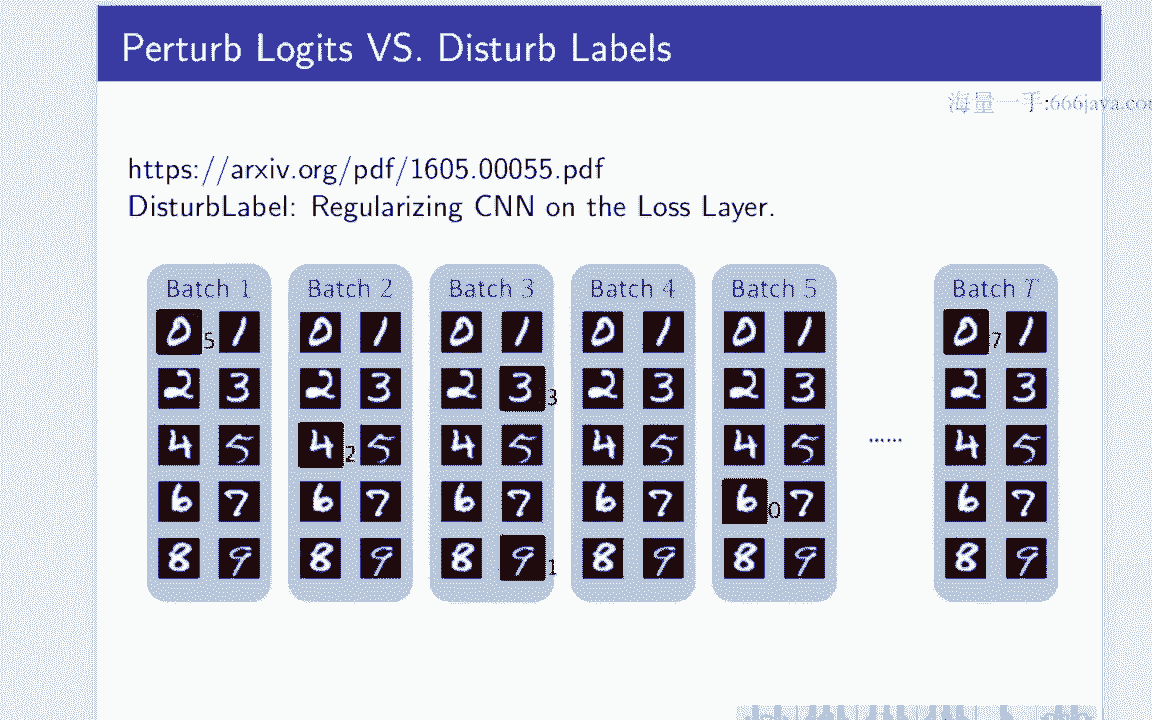 Perturb Logits VS. Disturb Labels
海量一手:666java.co
https://arxiv.org/pdf/1605.00055.pdf
DisturbLabel: Regularizing CNN on the Loss Layer.
Batch 1 Batch 2 Batch 3 Batch 4 Batch 5 Batch T
0 5 1 0 1 0 1 0 1 0 1 0 7 1
2 3 2 3 2 3 3 2 3 2 3 2 3
4 5 4 2 5 4 5 4 5 4 5 ...... 4 5
6 7 6 7 6 7 6 7 6 0 7 6 7
8 9 8 9 8 9 1 8 9 8 9 8 9